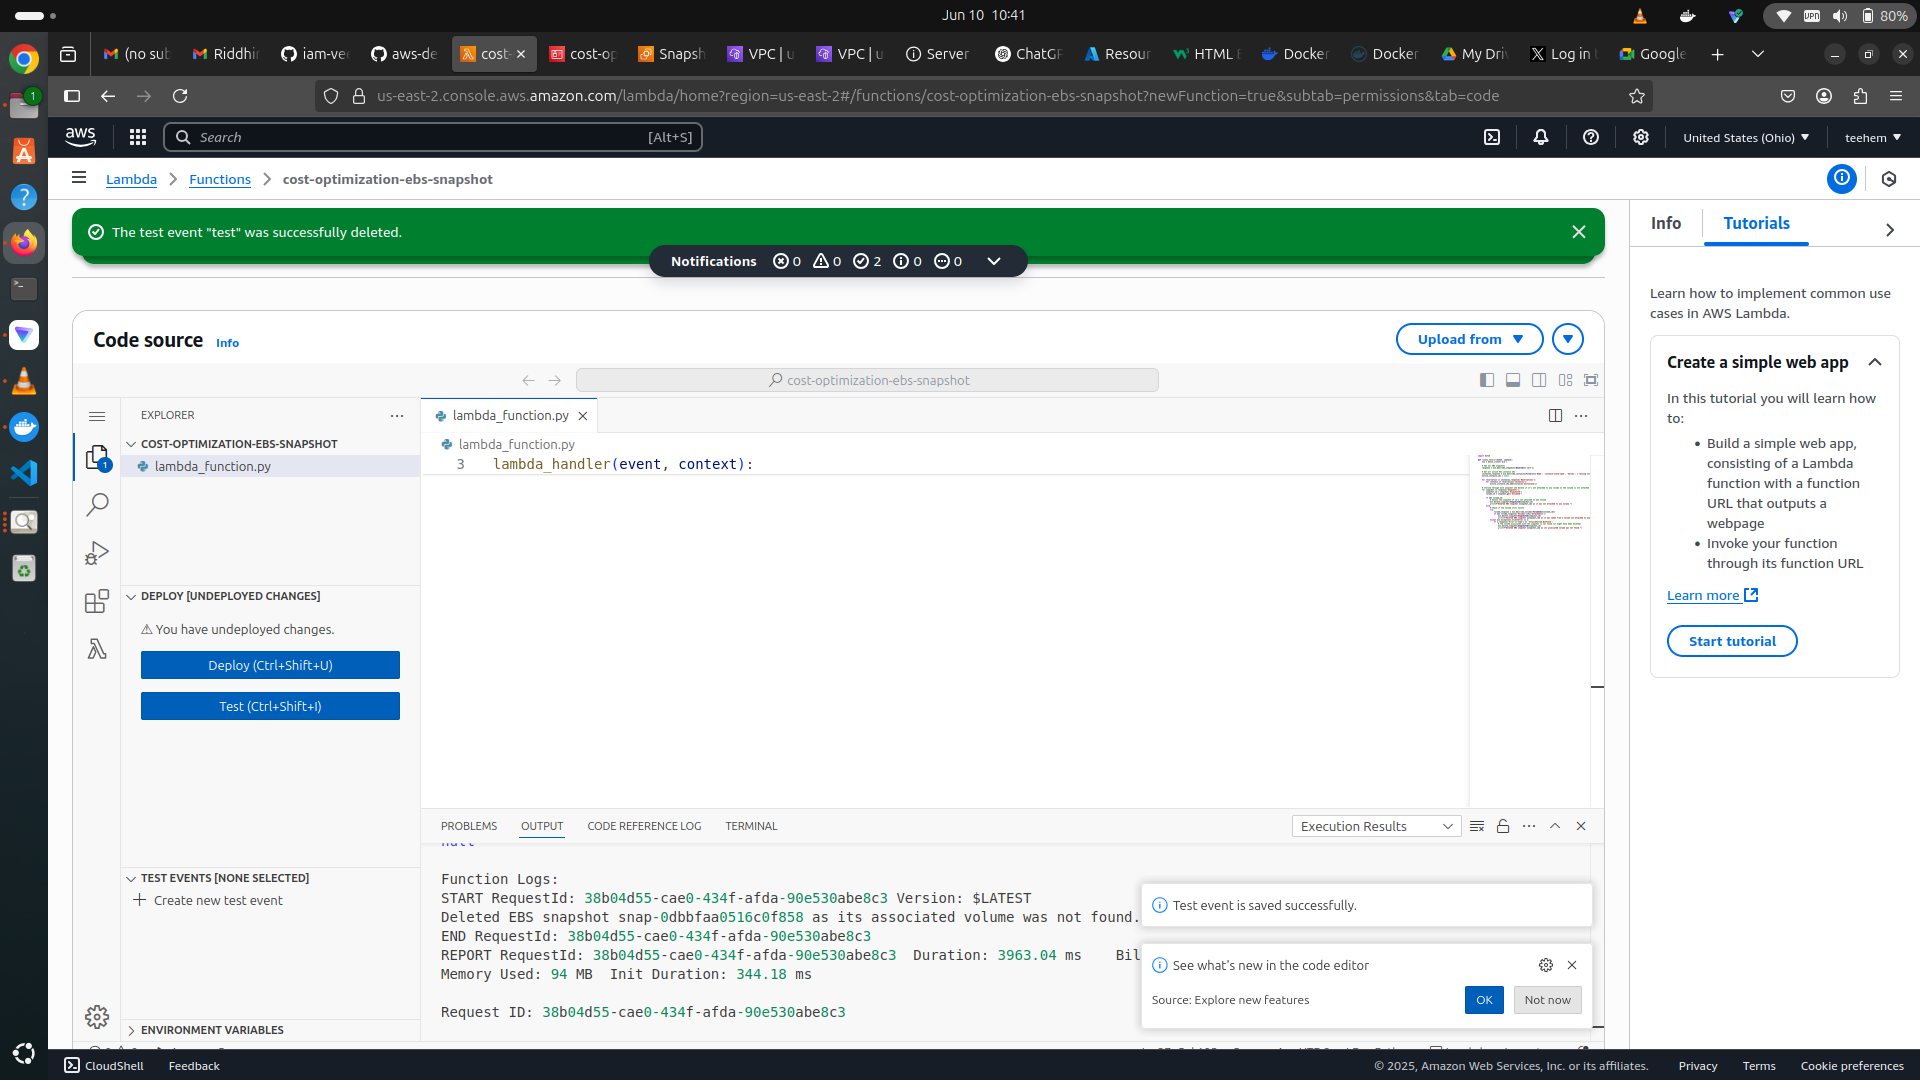 Jun 10 10:41
80%
(no sub
Riddhir
iam-vee
aws-de
cost-
cost-op
Snapsh
VPC | u
VPC | u
Server
ChatGP
Resour
HTML E
Docker
Docker
My Driv
Log in t
Google
us-east-2.console.aws.amazon.com/lambda/home?region=us-east-2#/functions/cost-optimization-ebs-snapshot?newFunction=true&subtab=permissions&tab=code
aws
Search
[Alt+S]
United States (Ohio)
teehem
Lambda
Functions
cost-optimization-ebs-snapshot
The test event "test" was successfully deleted.
Notifications 0 0 2 0 0
Info
Tutorials
Learn how to implement common use
cases in AWS Lambda.
Create a simple web app
In this tutorial you will learn how
to:
• Build a simple web app,
consisting of a Lambda
function with a function
URL that outputs a
webpage
• Invoke your function
through its function URL
Learn more
Start tutorial
Code source
Info
Upload from
cost-optimization-ebs-snapshot
EXPLORER
COST-OPTIMIZATION-EBS-SNAPSHOT
lambda_function.py
lambda_function.py
lambda_function.py
3 lambda_handler(event, context):
DEPLOY [UNDEPLOYED CHANGES]
You have undeployed changes.
Deploy (Ctrl+Shift+U)
Test (Ctrl+Shift+I)
TEST EVENTS [NONE SELECTED]
Create new test event
ENVIRONMENT VARIABLES
PROBLEMS
OUTPUT
CODE REFERENCE LOG
TERMINAL
Execution Results
null
Function Logs:
START RequestId: 38b04d55-cae0-434f-afda-90e530abe8c3 Version: $LATEST
Deleted EBS snapshot snap-0dbbfaa0516c0f858 as its associated volume was not found.
END RequestId: 38b04d55-cae0-434f-afda-90e530abe8c3
REPORT RequestId: 38b04d55-cae0-434f-afda-90e530abe8c3 Duration: 3963.04 ms Bil
Memory Used: 94 MB Init Duration: 344.18 ms
Request ID: 38b04d55-cae0-434f-afda-90e530abe8c3
Test event is saved successfully.
See what's new in the code editor
Source: Explore new features
OK
Not now
CloudShell
Feedback
© 2025, Amazon Web Services, Inc. or its affiliates.
Privacy
Terms
Cookie preferences